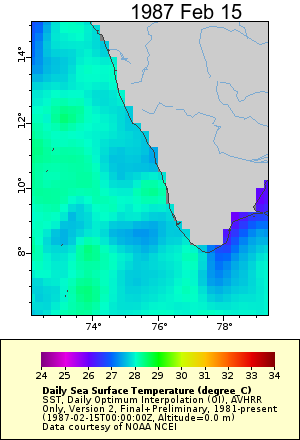 1987 Feb 15
14°
12°
10°
8°
74° 76° 78°
24 25 26 27 28 29 30 31 32 33 34
Daily Sea Surface Temperature (degree_C)
SST, Daily Optimum Interpolation (OI), AVHRR
Only, Version 2, Final+Preliminary, 1981-present
(1987-02-15T00:00:00Z, Altitude=0.0 m)
Data courtesy of NOAA NCEI